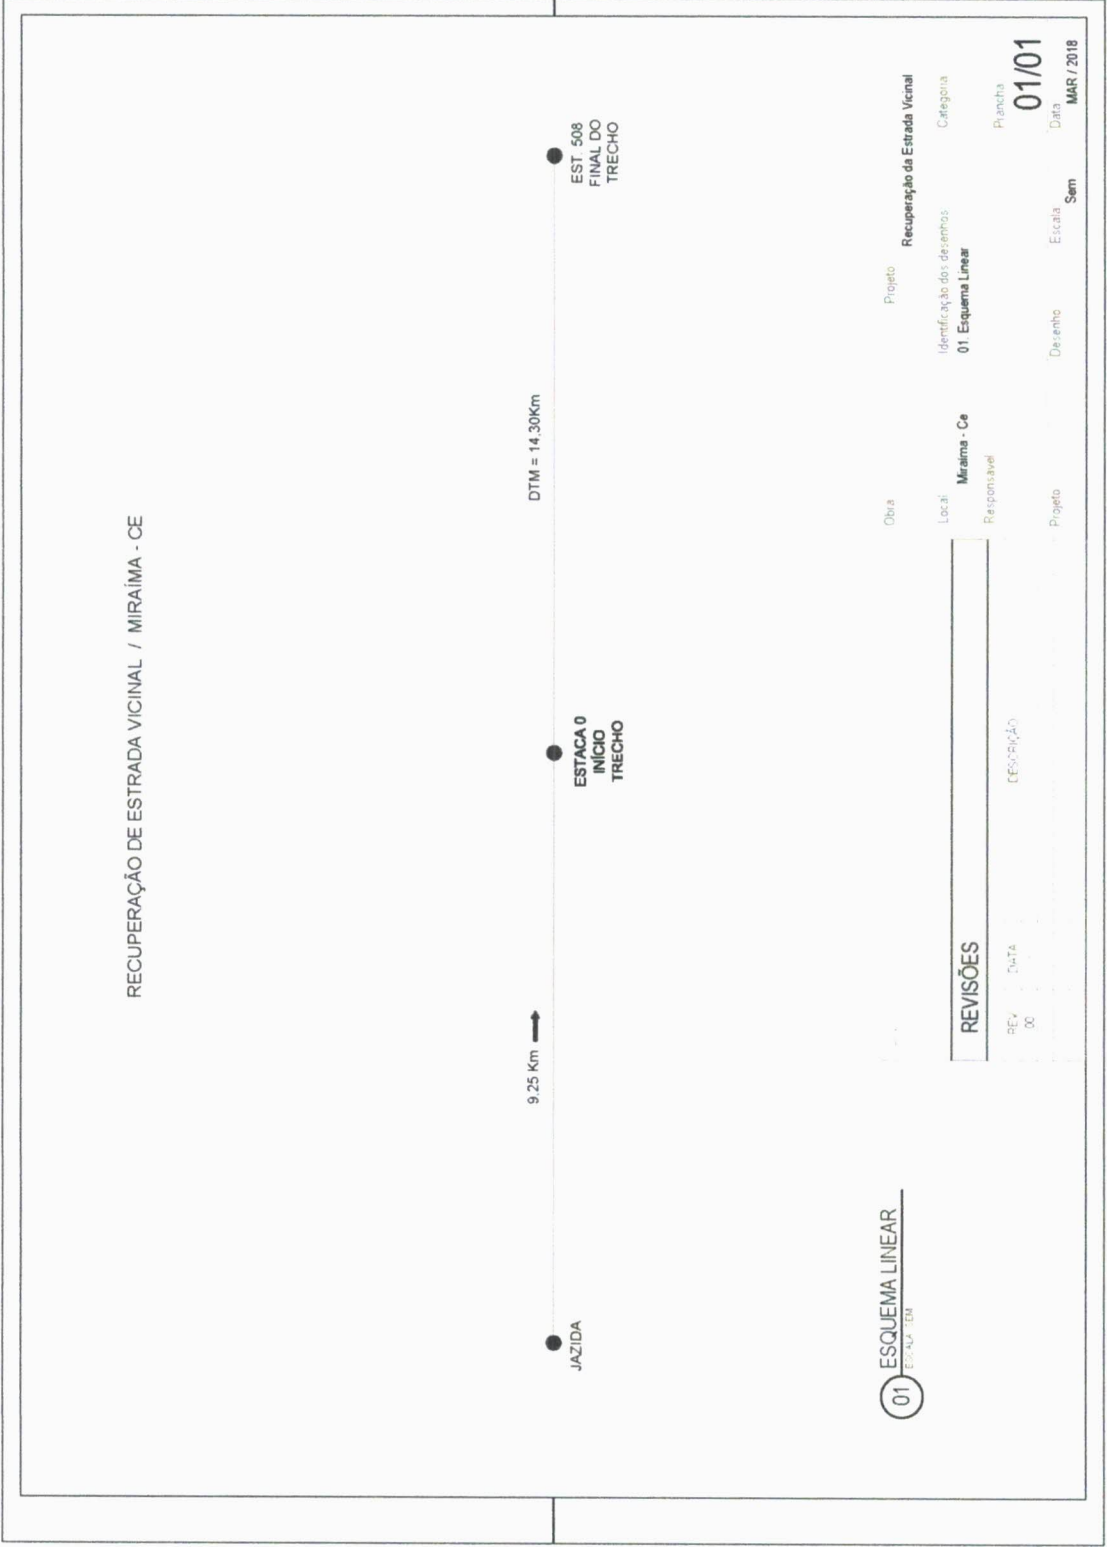 RECUPERAÇÃO DE ESTRADA VICINAL / MIRAÍMA - CE
9.25 Km
DTM = 14.30Km
JAZIDA
ESTACA 0
INÍCIO
TRECHO
EST. 508
FINAL DO
TRECHO
01
ESQUEMA LINEAR
ESCALA SEM
REVISÕES
REV. DATA DESCRIÇÃO
00
Obra
Projeto
Recuperação da Estrada Vicinal
Local
Miraíma - Ce
Identificação dos desenhos
01. Esquema Linear
Categoria
Responsável
Prancha
01/01
Projeto
Desenho
Escala
Sem
Data
MAR / 2018